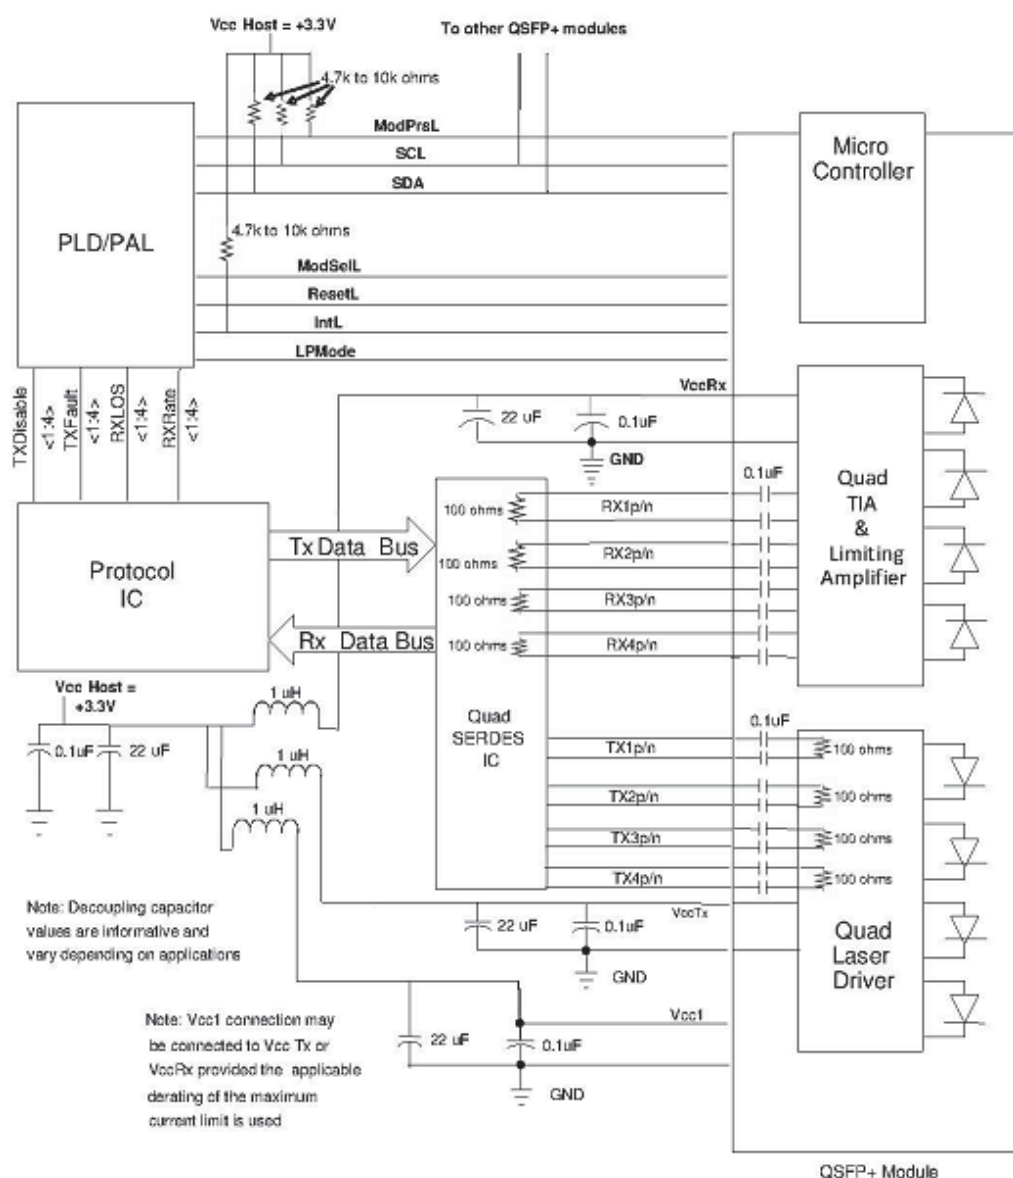 Vcc Host = +3.3V
To other QSFP+ modules
4.7k to 10k ohms
ModPrsL
SCL
SDA
Micro
Controller
PLD/PAL
4.7k to 10k ohms
ModSelL
ResetL
IntL
LPMode
TXDisable
<1:4>
TXFault
<1:4>
RXLOS
<1:4>
RXRate
<1:4>
VccRx
22 uF
0.1uF
GND
0.1uF
Quad
TIA
&
Limiting
Amplifier
100 ohms
RX1p/n
100 ohms
RX2p/n
100 ohms
RX3p/n
100 ohms
RX4p/n
Tx Data Bus
Protocol
IC
Rx Data Bus
Vcc Host =
+3.3V
0.1uF
22 uF
1 uH
1 uH
1 uH
Quad
SERDES
IC
0.1uF
TX1p/n
100 ohms
TX2p/n
100 ohms
TX3p/n
100 ohms
TX4p/n
100 ohms
VccTx
22 uF
0.1uF
GND
Quad
Laser
Driver
Note: Decoupling capacitor
values are informative and
vary depending on applications
Vcc1
22 uF
0.1uF
GND
Note: Vcc1 connection may
be connected to Vcc Tx or
VccRx provided the applicable
derating of the maximum
current limit is used
QSFP+ Module